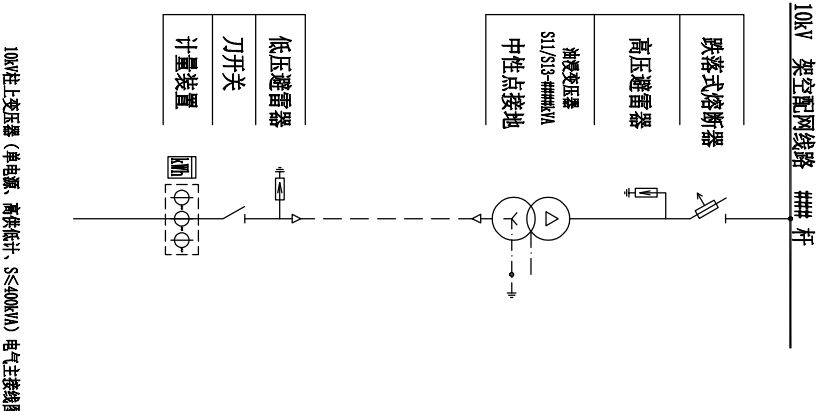 10kV 架空配网线路 ### 杆
跌落式熔断器
高压避雷器
油浸变压器
S11/S13-####kVA
中性点接地
低压避雷器
刀开关
计量装置
kWh
10kV柱上变压器（单电源、高供低计、S≤400kVA）电气主接线图